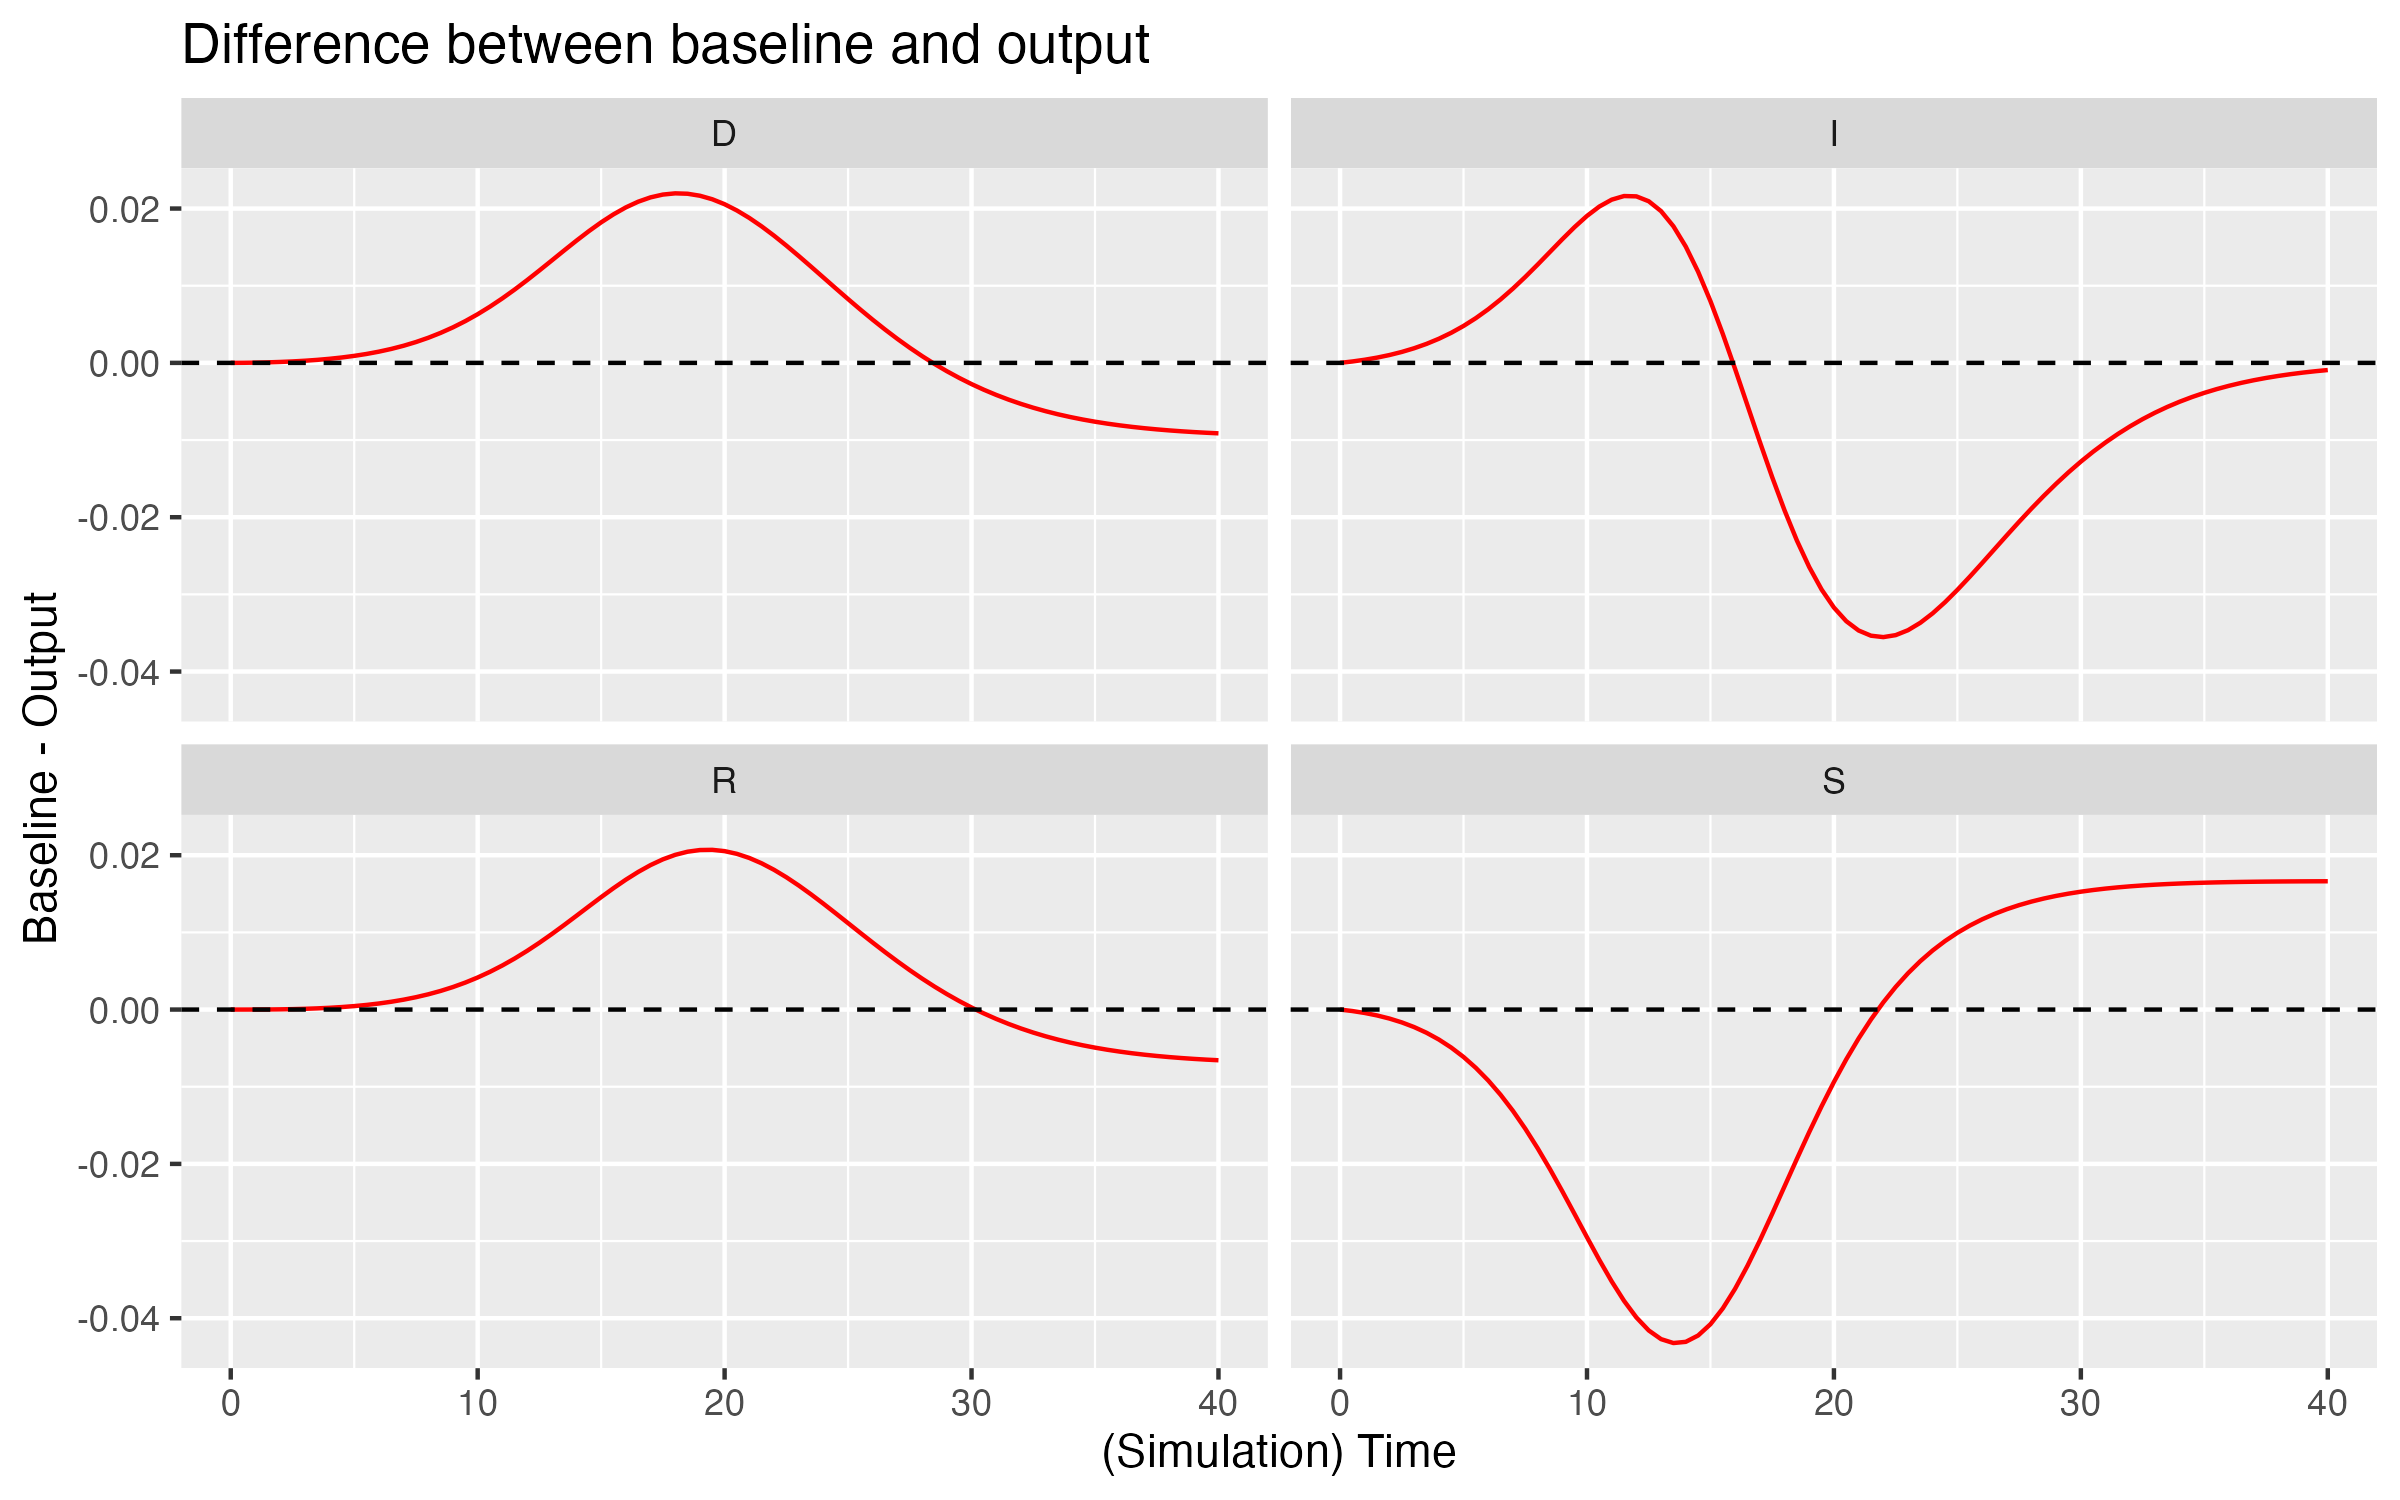 Difference between baseline and output
D
I
0.02
0.00
-0.02
-0.04
Baseline - Output
R
S
0.02
0.00
-0.02
-0.04
0 10 20 30 40 0 10 20 30 40
(Simulation) Time